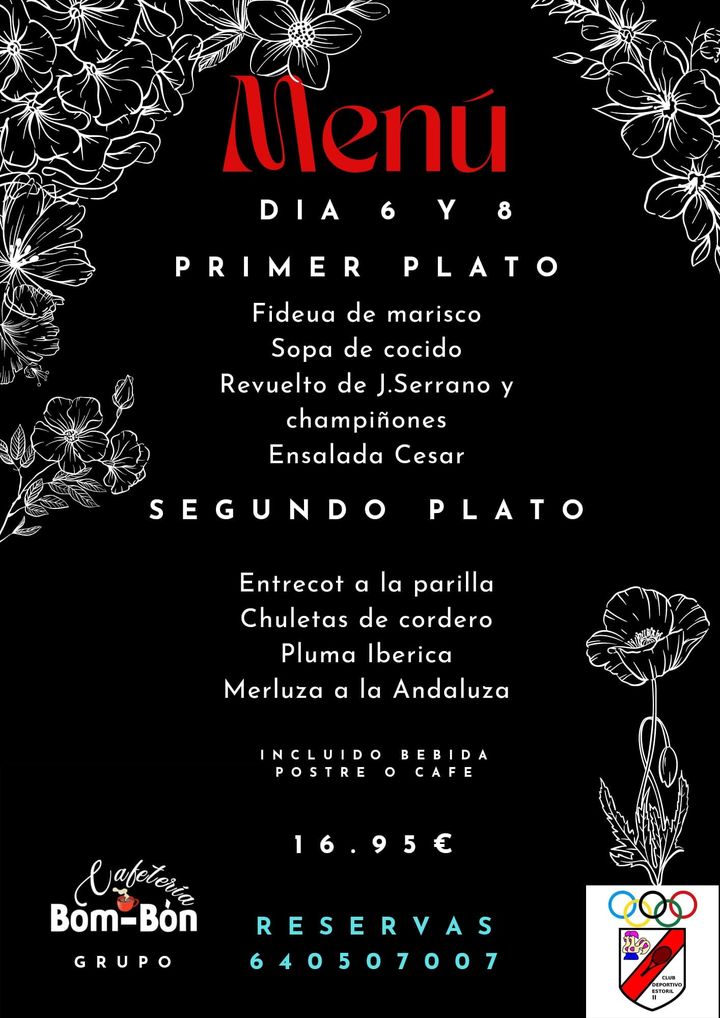 Menú
DIA 6 Y 8
PRIMER PLATO
Fideua de marisco
Sopa de cocido
Revuelto de J.Serrano y
champiñones
Ensalada Cesar
SEGUNDO PLATO
Entrecot a la parilla
Chuletas de cordero
Pluma Iberica
Merluza a la Andaluza
INCLUIDO BEBIDA
POSTRE O CAFE
16.95€
Cafetería
Bom-Bòn
GRUPO
RESERVAS
640507007
CLUB
DEPORTIVO
ESTORIL
II